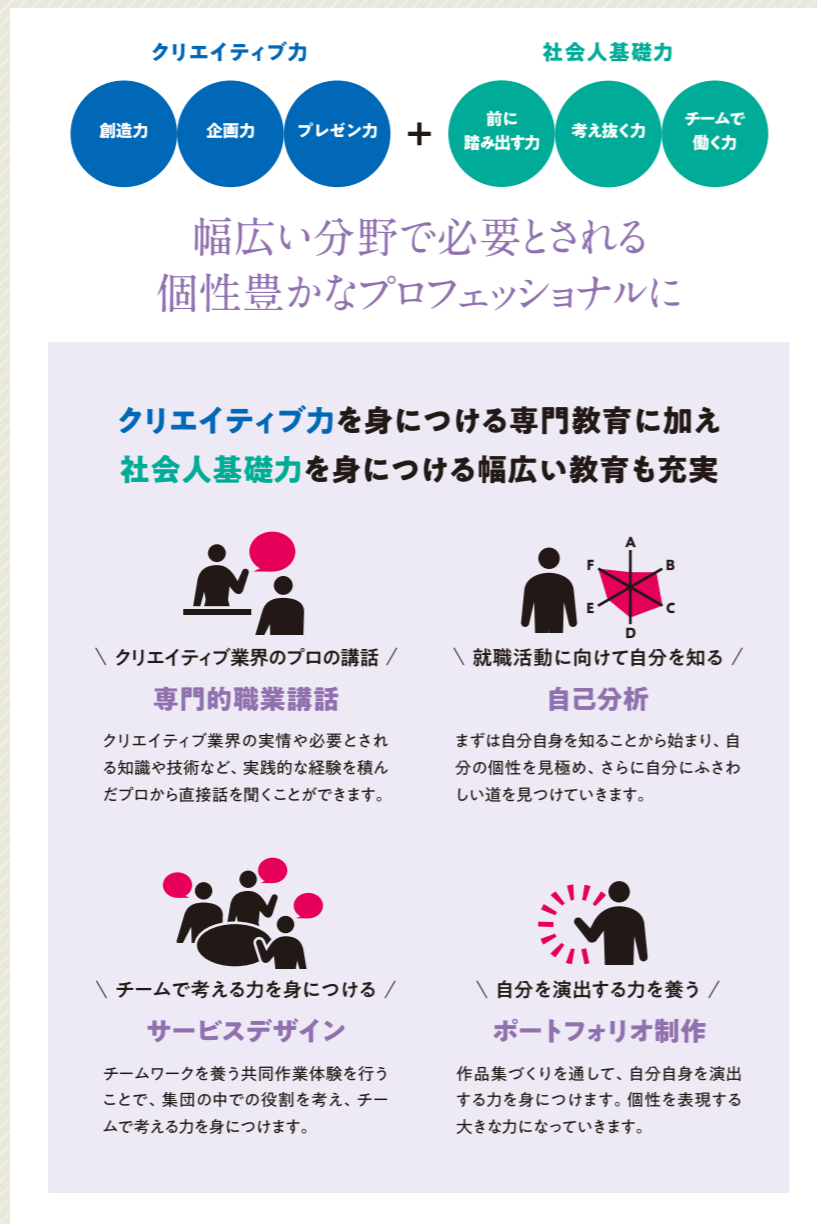 クリエイティブ力
社会人基礎力
創造力
企画力
プレゼン力
+
前に
踏み出す力
考え抜く力
チームで
働く力
幅広い分野で必要とされる
個性豊かなプロフェッショナルに
クリエイティブ力を身につける専門教育に加え
社会人基礎力を身につける幅広い教育も充実
\ クリエイティブ業界のプロの講話 /
専門的職業講話
クリエイティブ業界の実情や必要とされ
る知識や技術など、実践的な経験を積ん
だプロから直接話を聞くことができます。
A
B
C
D
E
F
\ 就職活動に向けて自分を知る /
自己分析
まずは自分自身を知ることから始まり、自
分の個性を見極め、さらに自分にふさわ
しい道を見つけていきます。
\ チームで考える力を身につける /
サービスデザイン
チームワークを養う共同作業体験を行う
ことで、集団の中での役割を考え、チー
ムで考える力を身につけます。
\ 自分を演出する力を養う /
ポートフォリオ制作
作品集づくりを通して、自分自身を演出
する力を身につけます。個性を表現する
大きな力になっていきます。